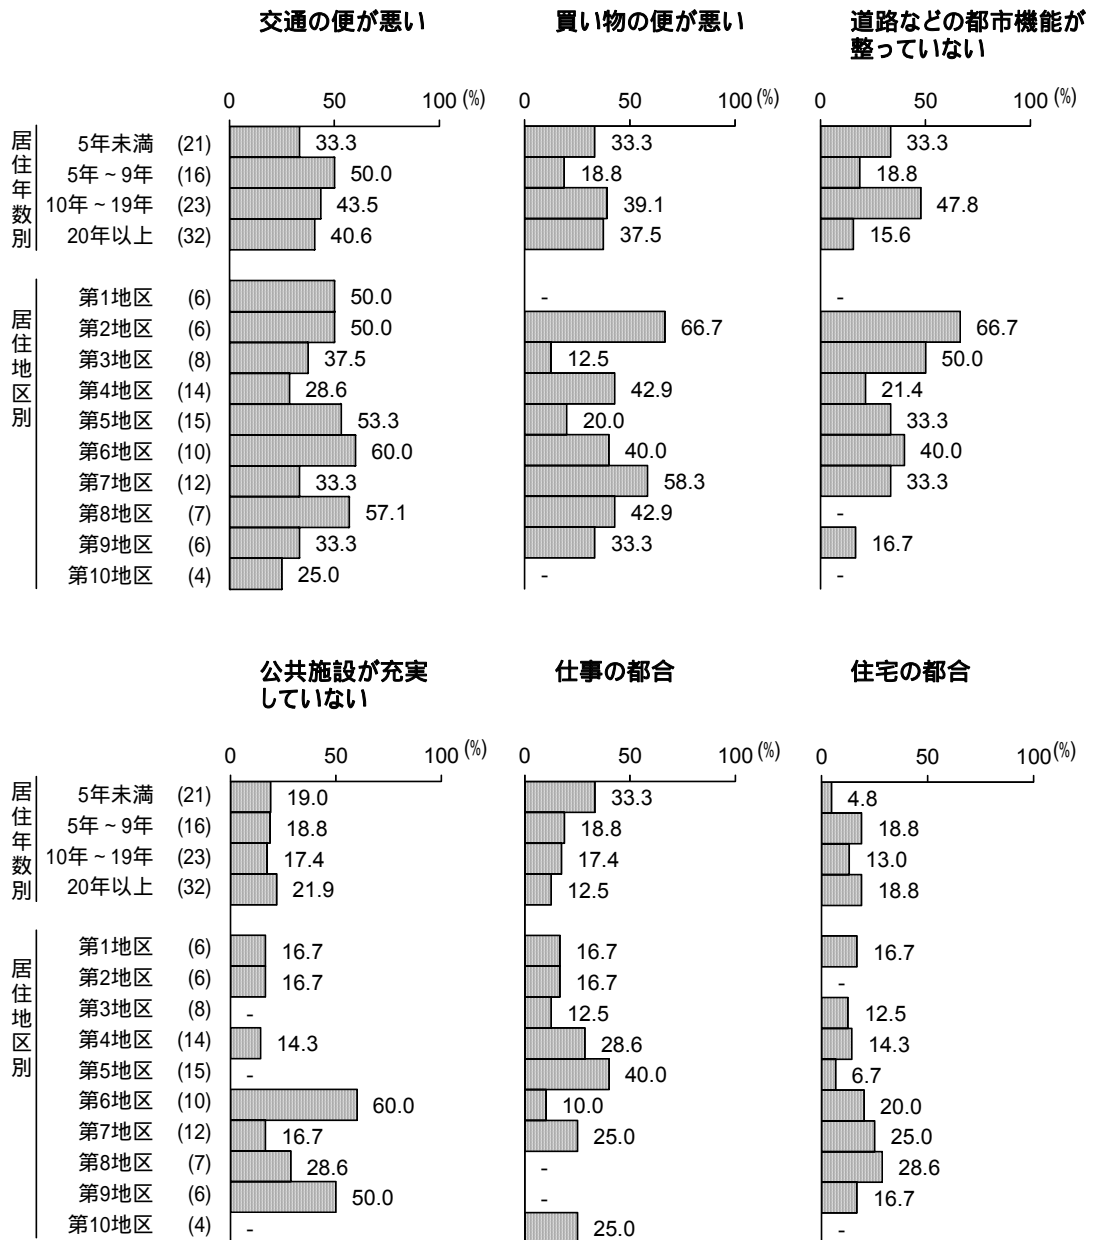 交通の便が悪い 買い物の便が悪い 道路などの都市機能が
整っていない
0 50 100 (%) 0 50 100 (%) 0 50 100 (%)
居住年数別
5年未満 (21) 33.3 33.3 33.3
5年~9年 (16) 50.0 18.8 18.8
10年~19年 (23) 43.5 39.1 47.8
20年以上 (32) 40.6 37.5 15.6
居住地区別
第1地区 (6) 50.0 - -
第2地区 (6) 50.0 66.7 66.7
第3地区 (8) 37.5 12.5 50.0
第4地区 (14) 28.6 42.9 21.4
第5地区 (15) 53.3 20.0 33.3
第6地区 (10) 60.0 40.0 40.0
第7地区 (12) 33.3 58.3 33.3
第8地区 (7) 57.1 42.9 -
第9地区 (6) 33.3 33.3 16.7
第10地区 (4) 25.0 - -
公共施設が充実 仕事の都合 住宅の都合
していない
0 50 100 (%) 0 50 100 (%) 0 50 100 (%)
居住年数別
5年未満 (21) 19.0 33.3 4.8
5年~9年 (16) 18.8 18.8 18.8
10年~19年 (23) 17.4 17.4 13.0
20年以上 (32) 21.9 12.5 18.8
居住地区別
第1地区 (6) 16.7 16.7 16.7
第2地区 (6) 16.7 16.7 -
第3地区 (8) - 12.5 12.5
第4地区 (14) 14.3 28.6 14.3
第5地区 (15) - 40.0 6.7
第6地区 (10) 60.0 10.0 20.0
第7地区 (12) 16.7 25.0 25.0
第8地区 (7) 28.6 - 28.6
第9地区 (6) 50.0 - 16.7
第10地区 (4) - 25.0 -